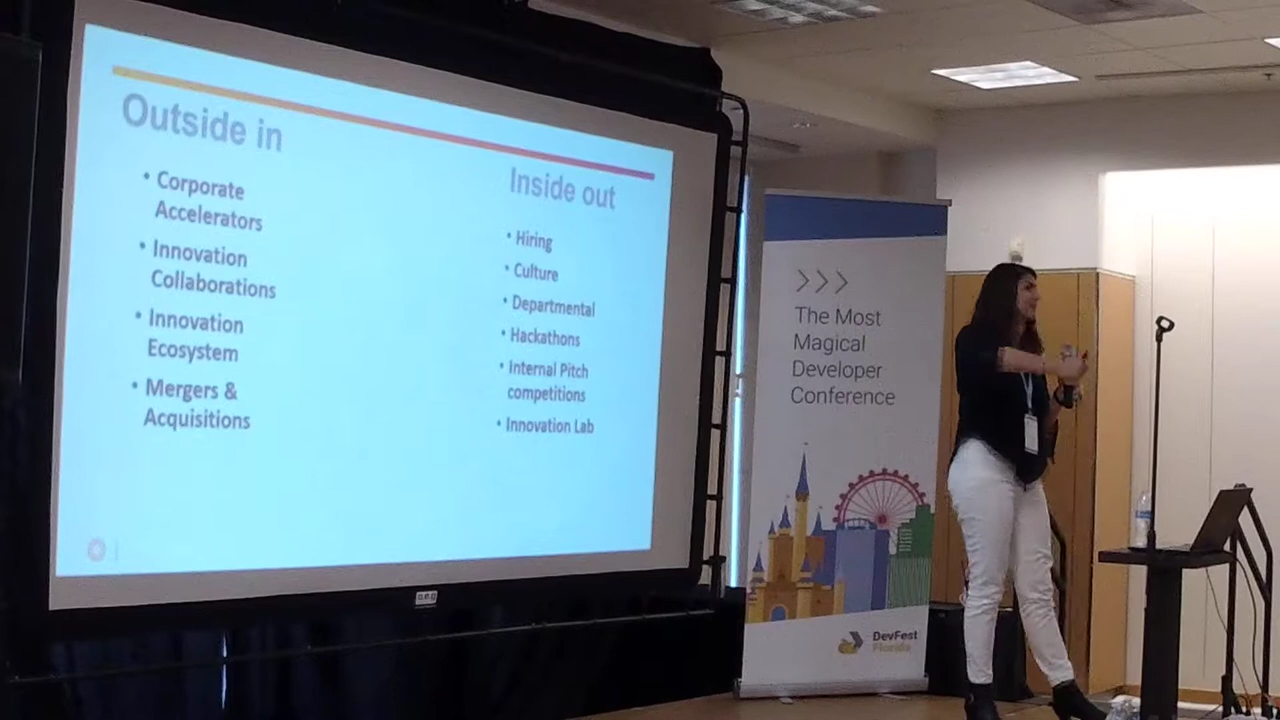 Outside in
• Corporate
Accelerators
• Innovation
Collaborations
• Innovation
Ecosystem
• Mergers &
Acquisitions
Inside out
• Hiring
• Culture
• Departmental
• Hackathons
• Internal Pitch
competitions
• Innovation Lab
The Most
Magical
Developer
Conference
DevFest
Florida